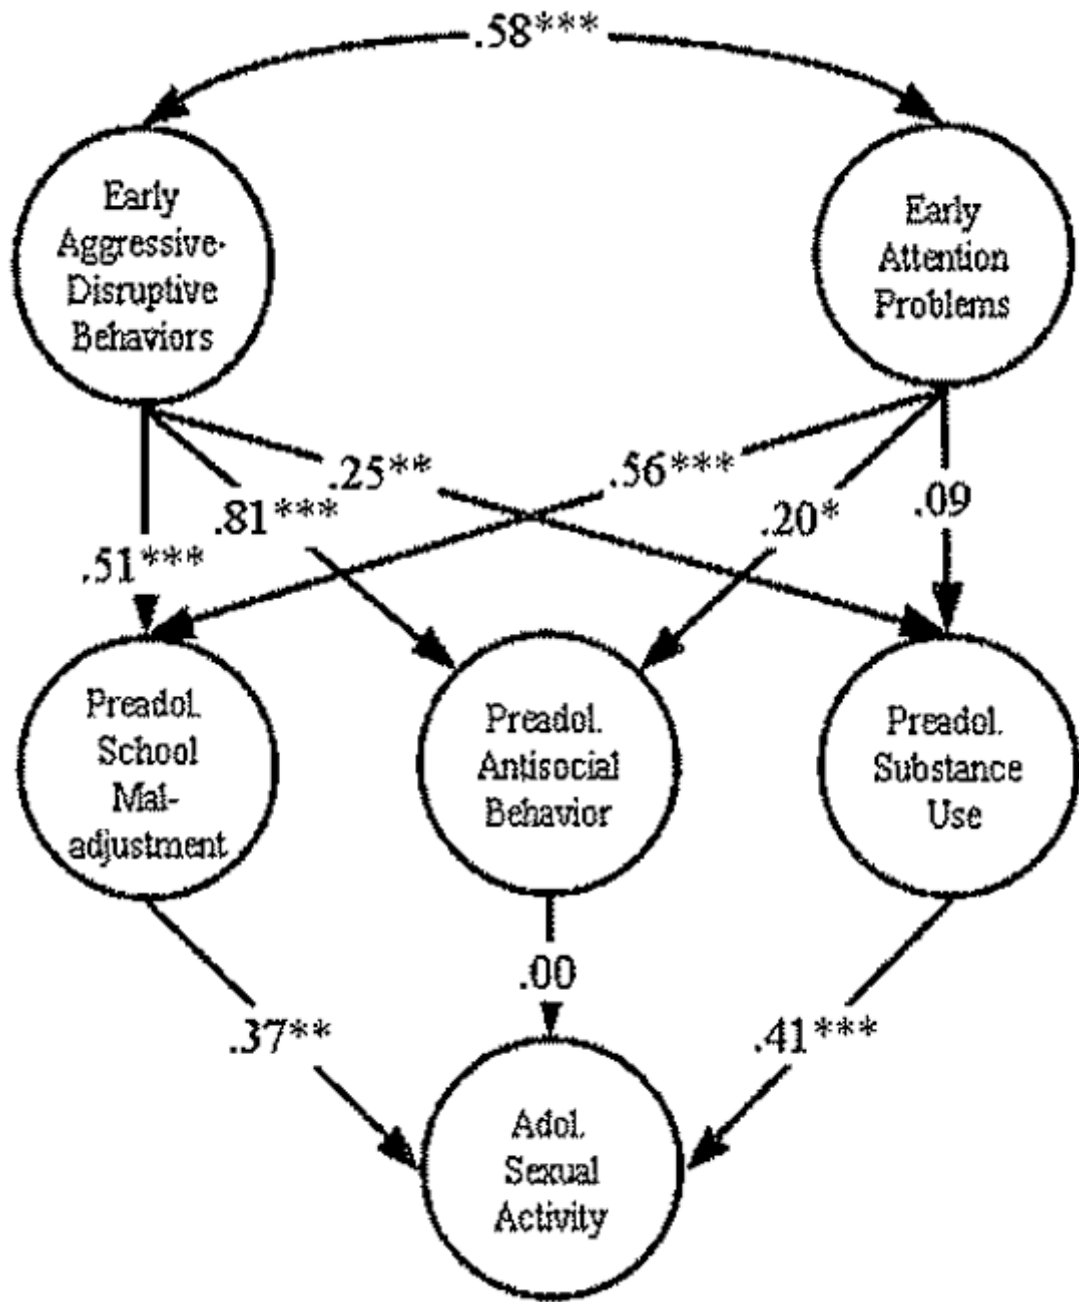 .58***
Early
Aggressive-
Disruptive
Behaviors
Early
Attention
Problems
.25**
.56***
.81***
.20*
.09
.51***
Preadol.
School
Mal-
adjustment
Preadol.
Antisocial
Behavior
Preadol.
Substance
Use
.00
.37**
.41***
Adol.
Sexual
Activity